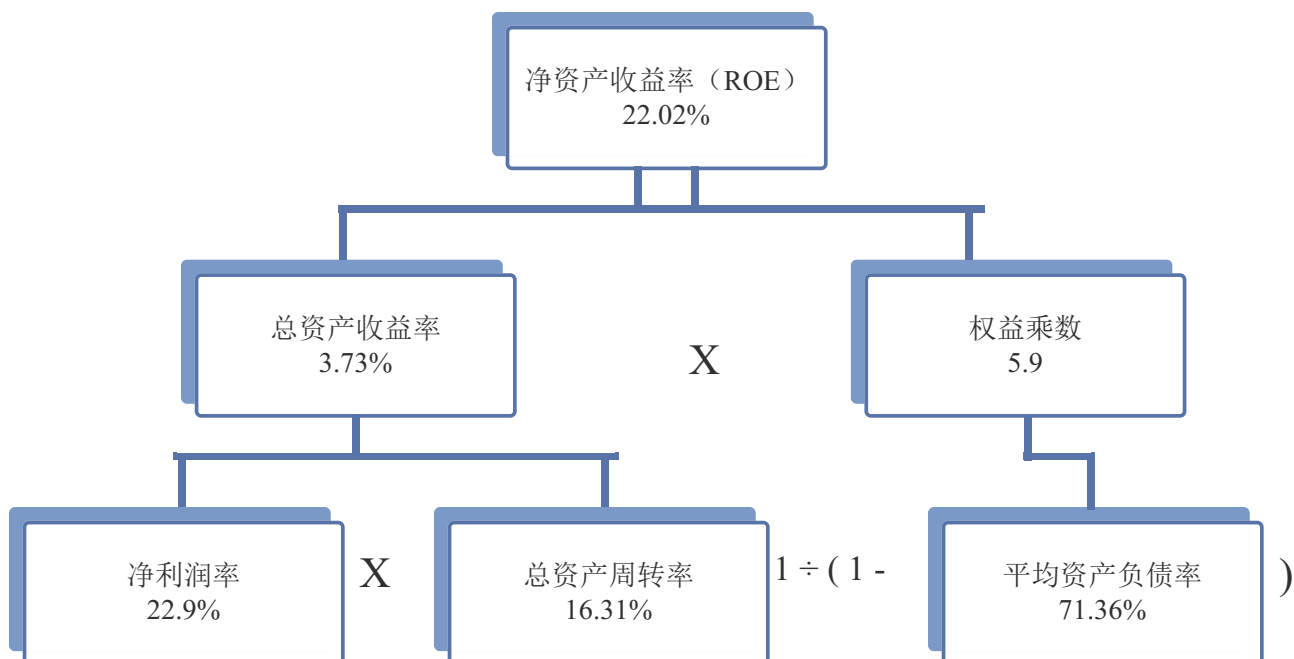 净资产收益率（ROE）
22.02%
总资产收益率
3.73%
X
权益乘数
5.9
净利润率
22.9%
X
总资产周转率
16.31%
1 ÷ ( 1 -
平均资产负债率
71.36%
)